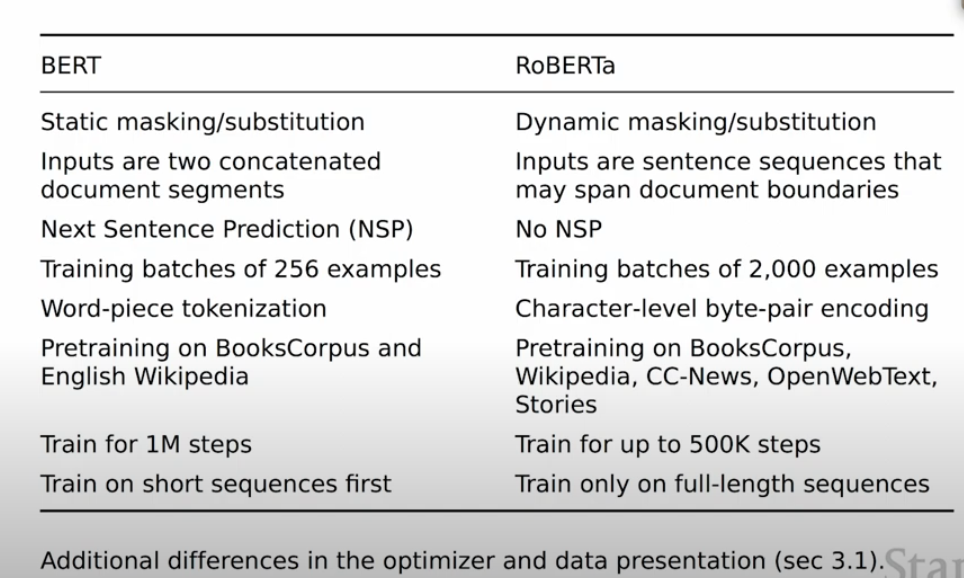 BERT RoBERTa
Static masking/substitution Dynamic masking/substitution
Inputs are two concatenated Inputs are sentence sequences that
document segments may span document boundaries
Next Sentence Prediction (NSP) No NSP
Training batches of 256 examples Training batches of 2,000 examples
Word-piece tokenization Character-level byte-pair encoding
Pretraining on BooksCorpus and Pretraining on BooksCorpus,
English Wikipedia Wikipedia, CC-News, OpenWebText,
Stories
Train for 1M steps Train for up to 500K steps
Train on short sequences first Train only on full-length sequences
Additional differences in the optimizer and data presentation (sec 3.1).